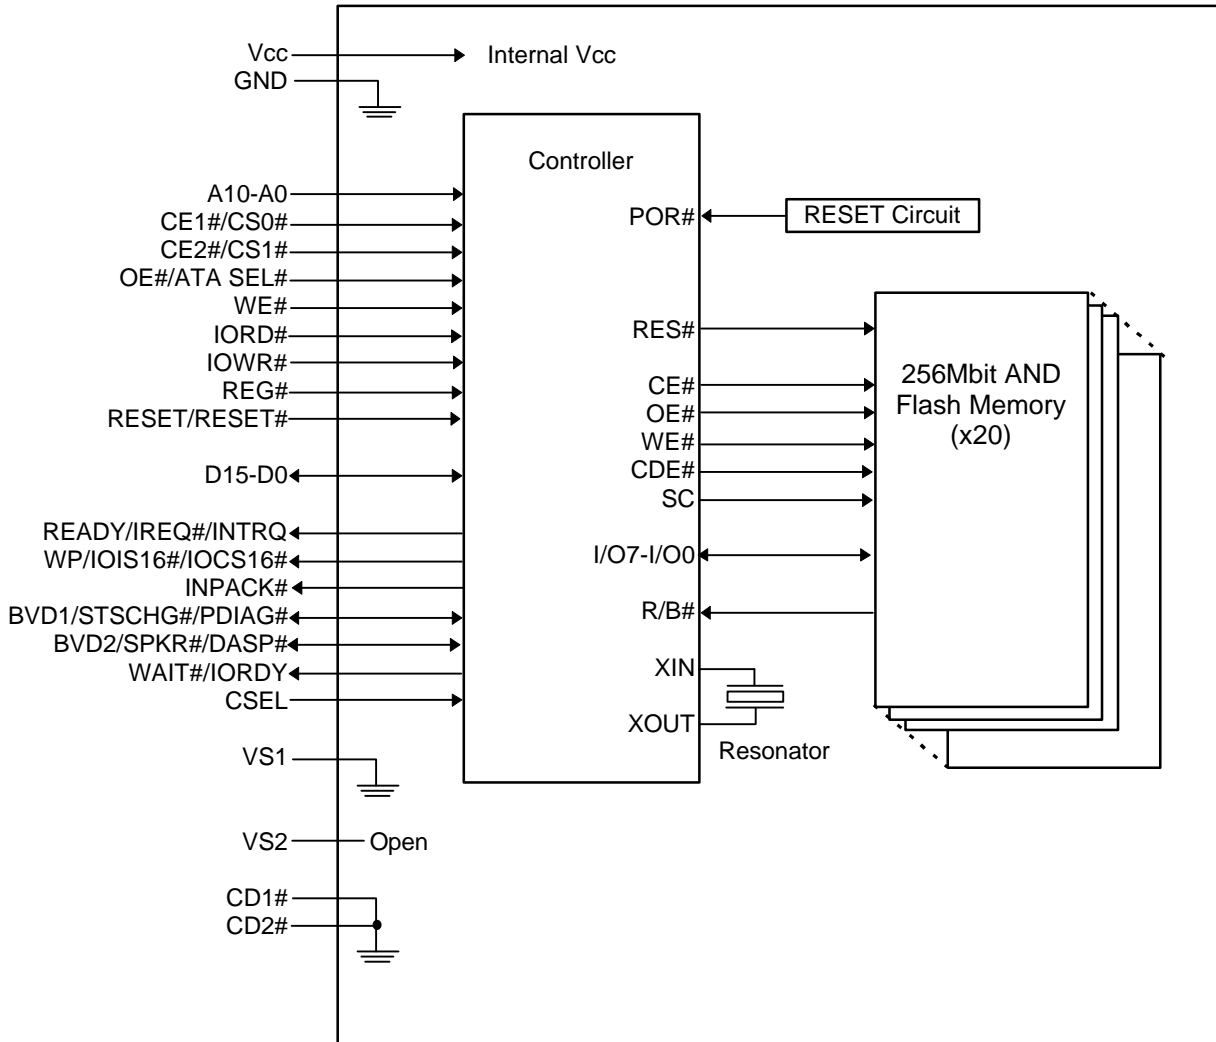 Vcc
Internal Vcc
GND
Controller
A10-A0
CE1#/CS0#
CE2#/CS1#
OE#/ATA SEL#
WE#
IORD#
IOWR#
REG#
RESET/RESET#
D15-D0
READY/IREQ#/INTRQ
WP/IOIS16#/IOCS16#
INPACK#
BVD1/STSCHG#/PDIAG#
BVD2/SPKR#/DASP#
WAIT#/IORDY
CSEL
VS1
VS2
Open
CD1#
CD2#
POR#
RESET Circuit
RES#
CE#
OE#
WE#
CDE#
SC
I/O7-I/O0
R/B#
XIN
XOUT
Resonator
256Mbit AND
Flash Memory
(x20)